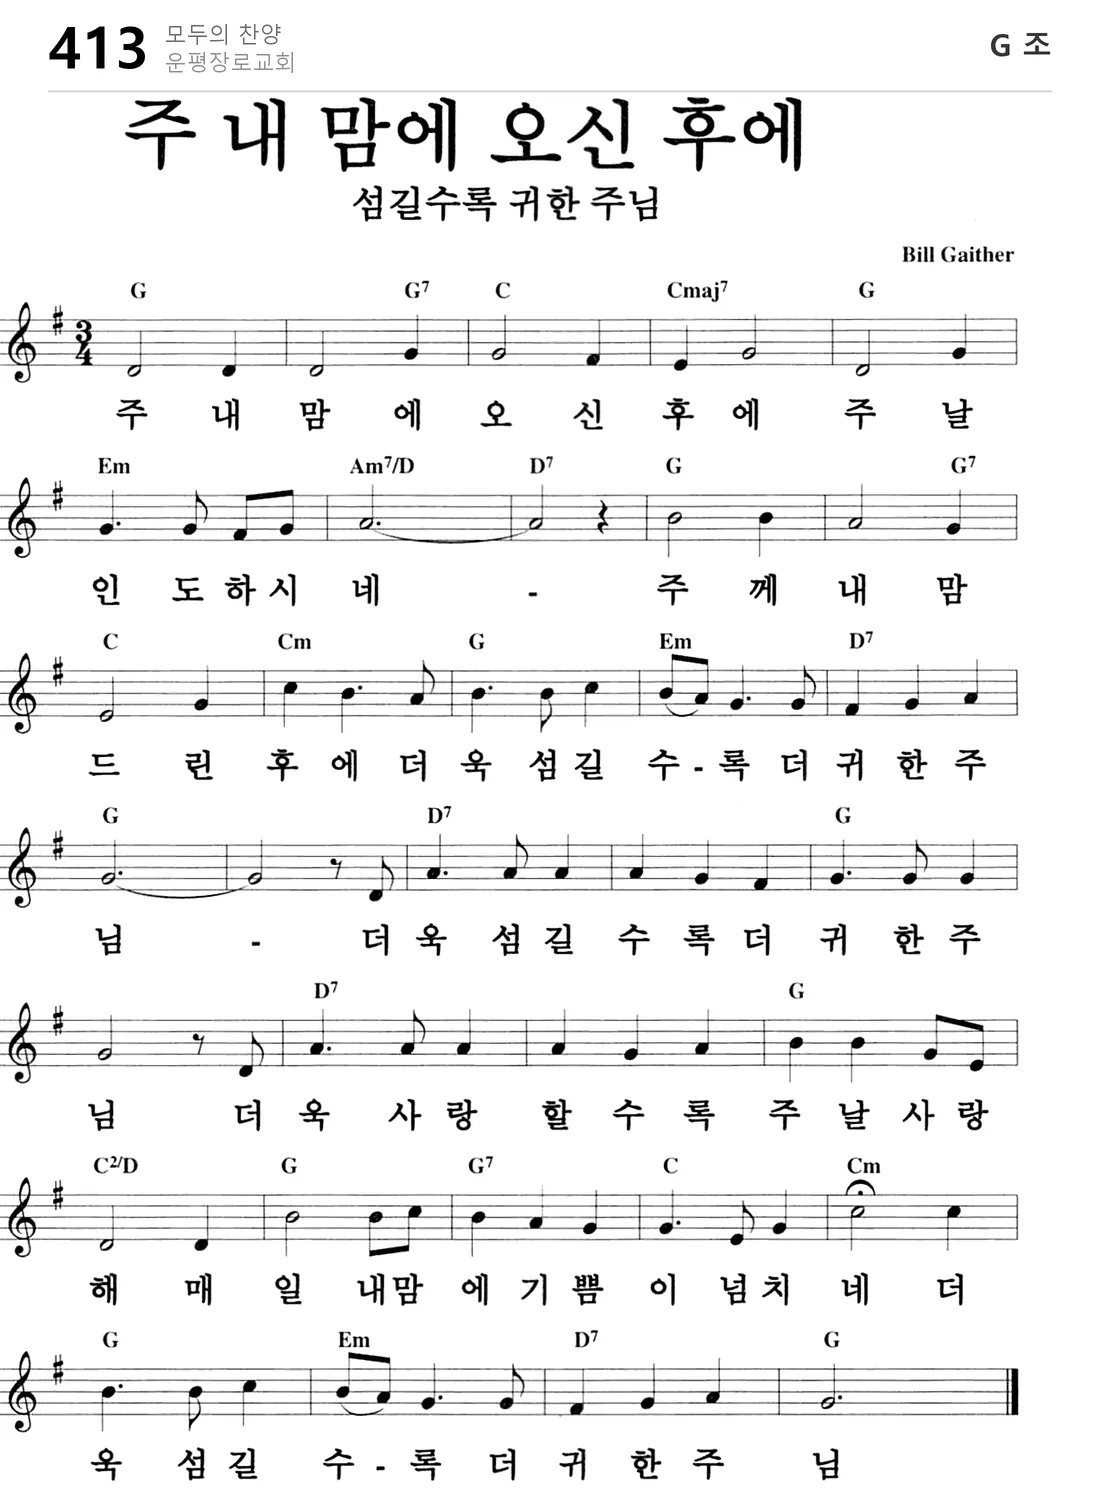 413 모두의 찬양
운평장로교회
G 조
주 내 맘에 오신 후에
섬길수록 귀한 주님
Bill Gaither
G G7 C Cmaj7 G
3
4
주 내 맘 에 오 신 후 에 주 날
Em Am7/D D7 G G7
인 도 하 시 네 - 주 께 내 맘
C Cm G Em D7
드 린 후 에 더 욱 섬 길 수 - 록 더 귀 한 주
G D7 G
님 - 더 욱 섬 길 수 록 더 귀 한 주
D7 G
님 더 욱 사 랑 할 수 록 주 날 사 랑
C2/D G G7 C Cm
해 매 일 내 맘 에 기 쁨 이 넘 치 네 더
G Em D7 G
욱 섬 길 수 - 록 더 귀 한 주 님